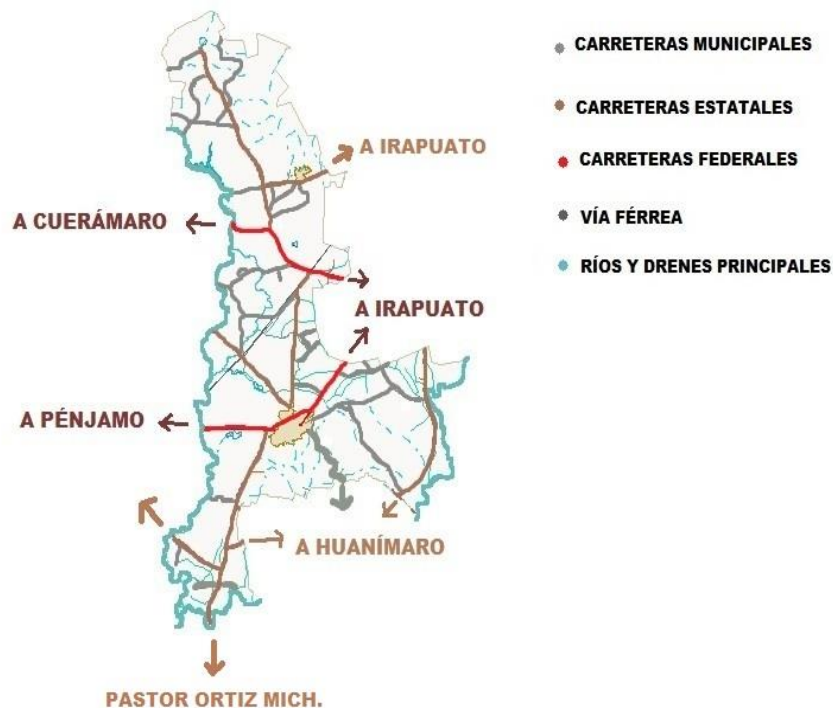 CARRETERAS MUNICIPALES
CARRETERAS ESTATALES
CARRETERAS FEDERALES
VÍA FÉRREA
RÍOS Y DRENES PRINCIPALES
A IRAPUATO
A CUERÁMARO
A IRAPUATO
A PÉNJAMO
A HUANÍMARO
PASTOR ORTIZ MICH.